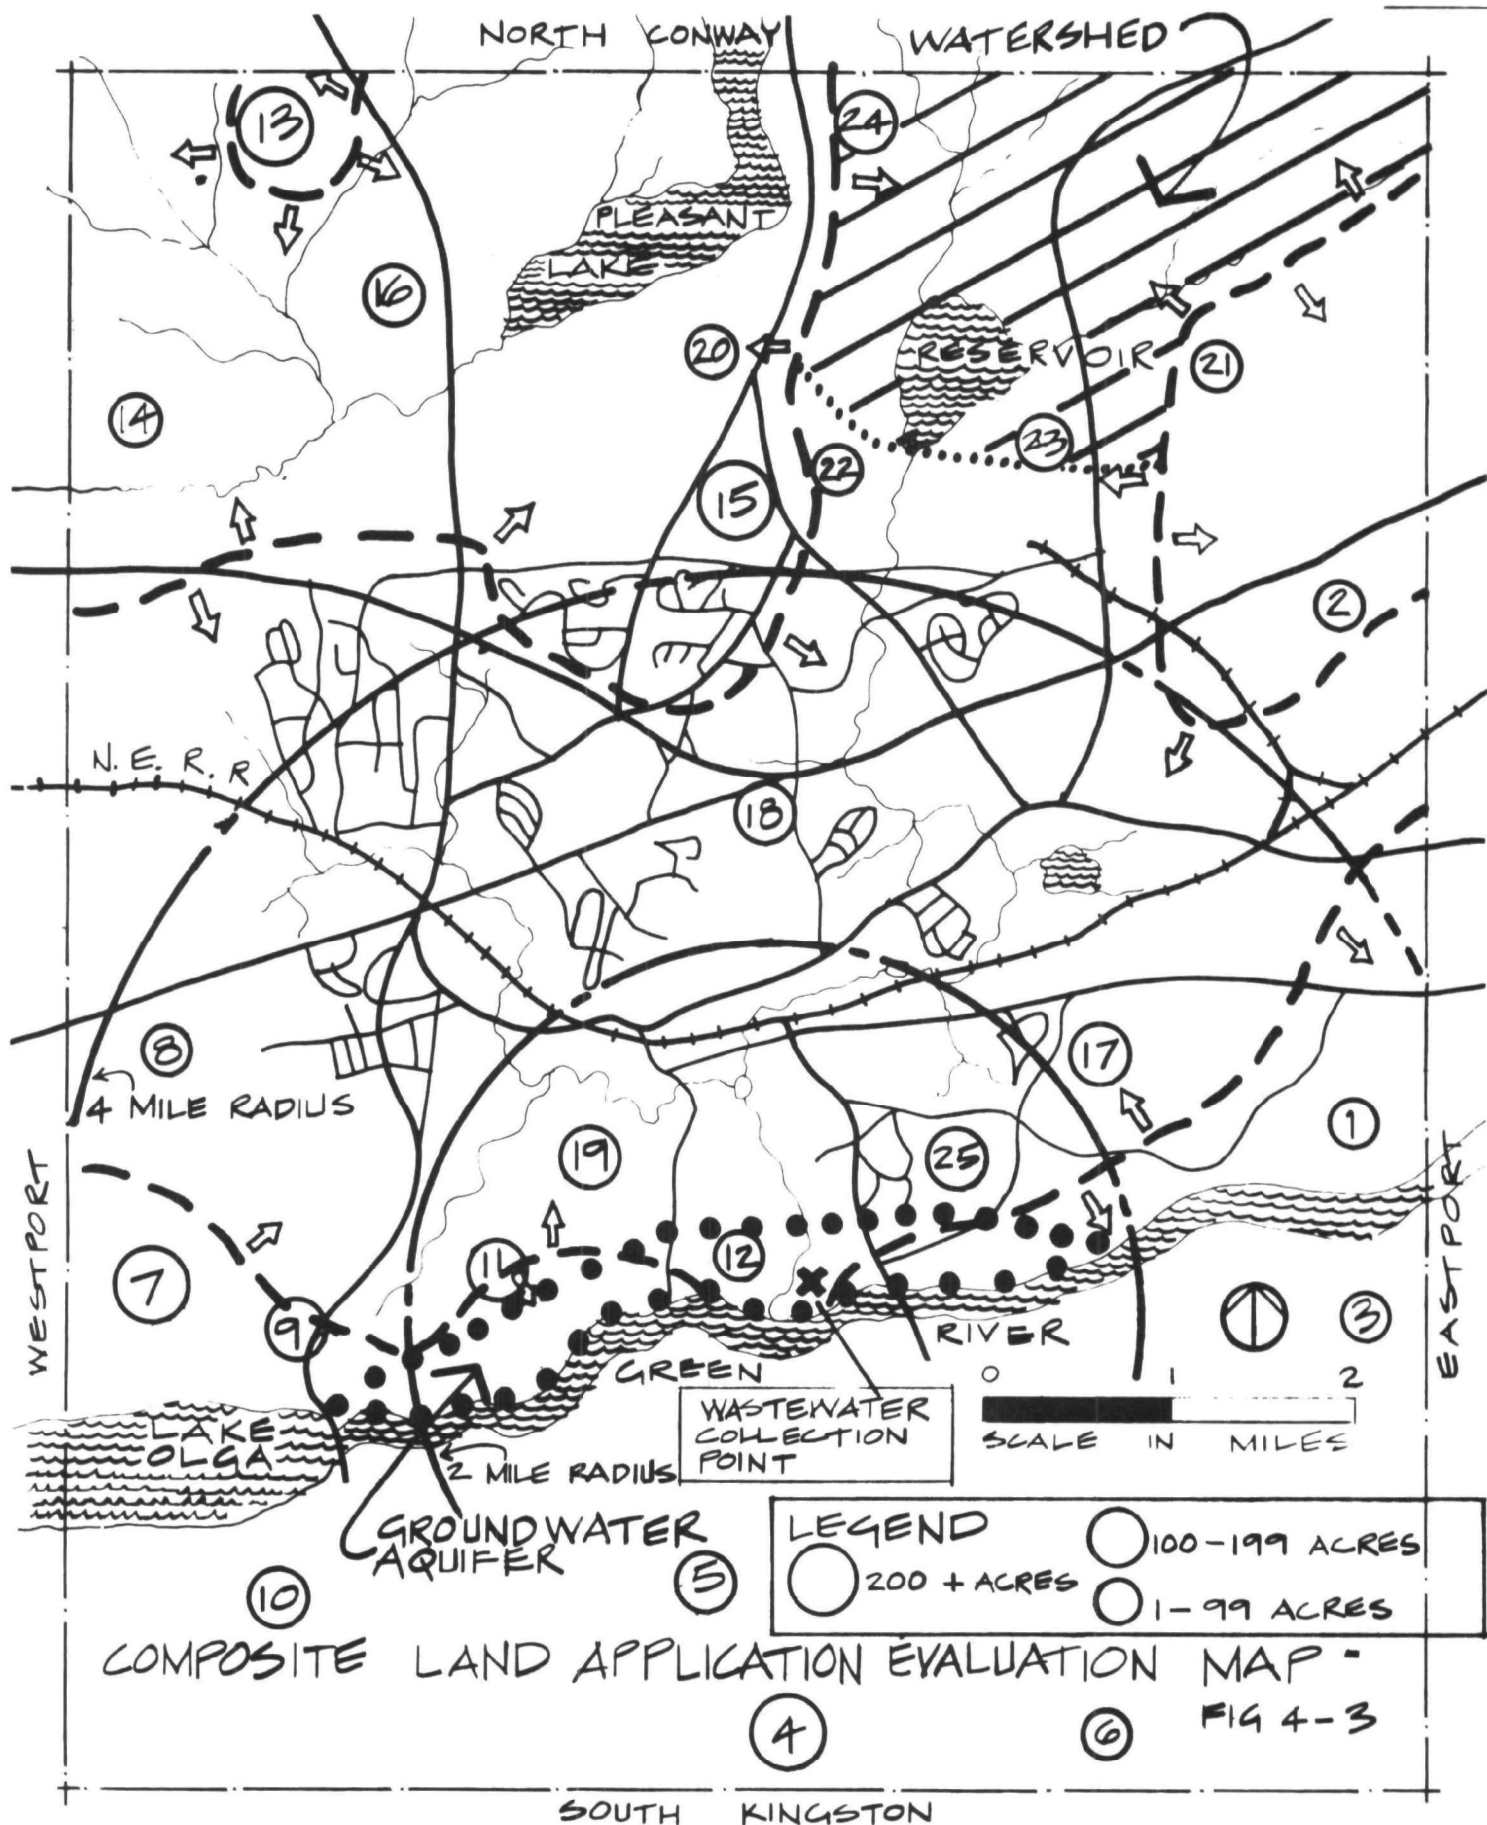 NORTH CONWAY WATERSHED
13
24
PLEASANT
LAKE
16
20
RESERVOIR
21
14
23
22
15
2
N. E. R. R
18
8
17
4 MILE RADIUS
1
19
25
WESTPORT
EASTPORT
7
11
12
9
3
RIVER
GREEN
0 1 2
SCALE IN MILES
WASTEWATER
COLLECTION
POINT
LAKE
OLGA
2 MILE RADIUS
GROUNDWATER
AQUIFER
10
5
LEGEND
200 + ACRES
100-199 ACRES
1-99 ACRES
COMPOSITE LAND APPLICATION EVALUATION MAP -
FIG 4-3
4
6
SOUTH KINGSTON